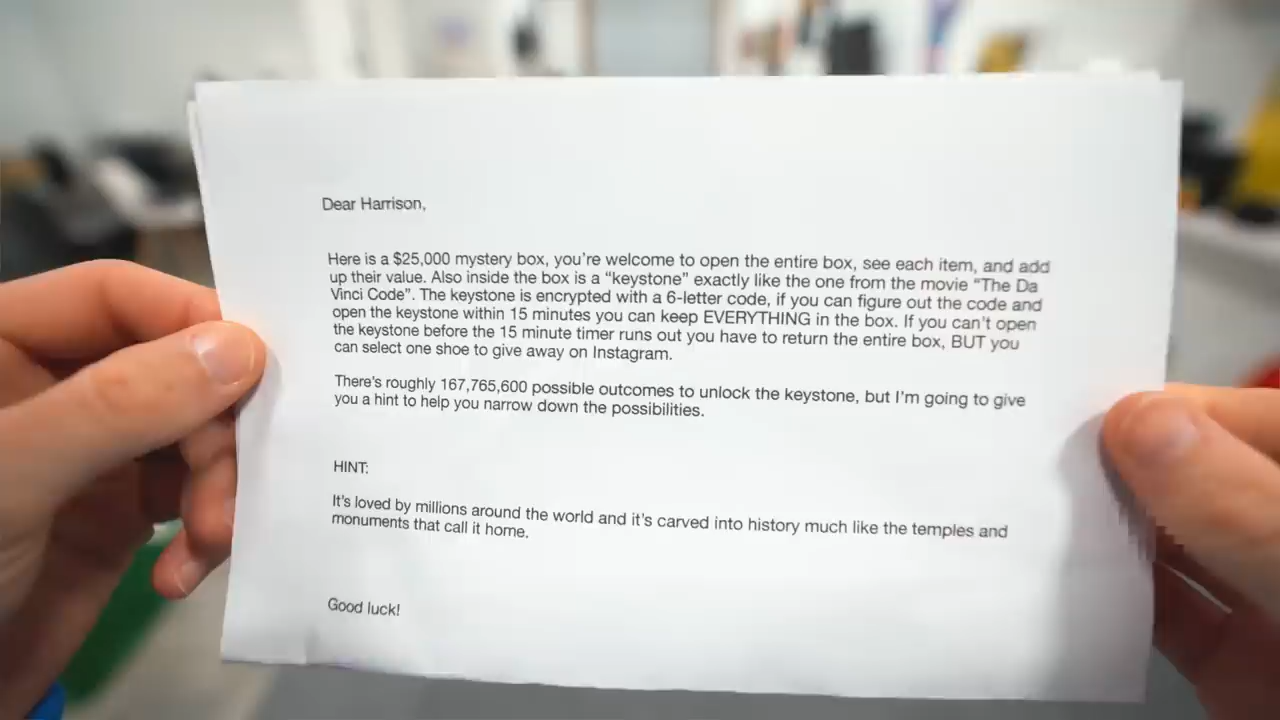 Dear Harrison,
Here is a $25,000 mystery box, you're welcome to open the entire box, see each item, and add
up their value. Also inside the box is a “keystone” exactly like the one from the movie “The Da
Vinci Code”. The keystone is encrypted with a 6-letter code, if you can figure out the code and
open the keystone within 15 minutes you can keep EVERYTHING in the box. If you can't open
the keystone before the 15 minute timer runs out you have to return the entire box, BUT you
can select one shoe to give away on Instagram.
There's roughly 167,765,600 possible outcomes to unlock the keystone, but I'm going to give
you a hint to help you narrow down the possibilities.
HINT:
It's loved by millions around the world and it's carved into history much like the temples and
monuments that call it home.
Good luck!